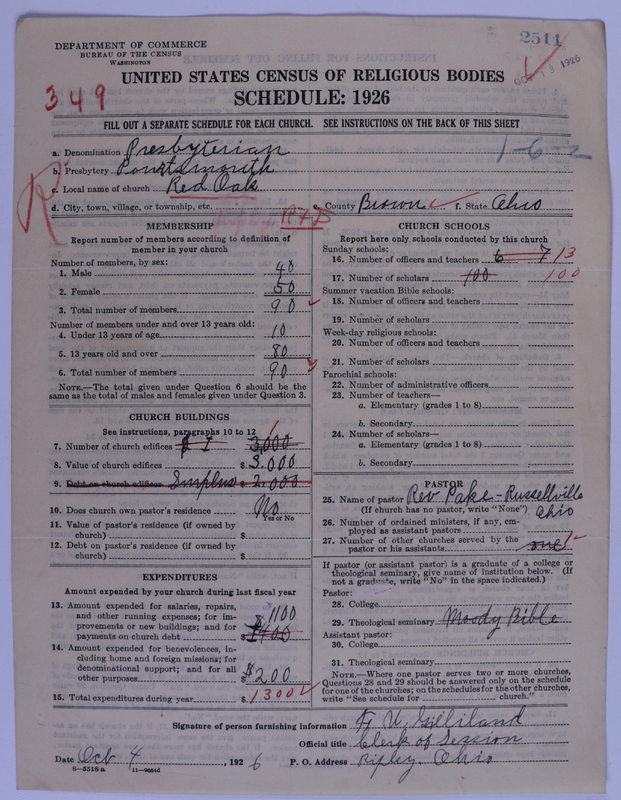 2511
DEPARTMENT OF COMMERCE
BUREAU OF THE CENSUS
WASHINGTON
OCT 13 1926
UNITED STATES CENSUS OF RELIGIOUS BODIES
SCHEDULE: 1926
349
FILL OUT A SEPARATE SCHEDULE FOR EACH CHURCH. SEE INSTRUCTIONS ON THE BACK OF THIS SHEET
a. Denomination Presbyterian
1-6-2
b. Presbytery Portsmouth
c. Local name of church Red Oak
R
d. City, town, village, or township, etc. e. County Brown f. State Ohio
MEMBERSHIP
Report number of members according to definition of
member in your church
Number of members, by sex:
1. Male 40
2. Female 50
3. Total number of members 90
Number of members under and over 13 years old:
4. Under 13 years of age 10
5. 13 years old and over 80
6. Total number of members 90
NOTE.—The total given under Question 6 should be the
same as the total of males and females given under Question 3.
CHURCH BUILDINGS
See instructions, paragraphs 10 to 12
7. Number of church edifices 1 3,000
8. Value of church edifices $ 3,000
9. Debt on church edifices Surplus $ 2,000
10. Does church own pastor's residence No
Yes or No
11. Value of pastor's residence (if owned by
church) $
12. Debt on pastor's residence (if owned by
church) $
EXPENDITURES
Amount expended by your church during last fiscal year
13. Amount expended for salaries, repairs,
and other running expenses; for im- $1100
provements or new buildings; and for
payments on church debt $1400
14. Amount expended for benevolences, in-
cluding home and foreign missions; for
denominational support; and for all
other purposes $200
15. Total expenditures during year $1300
CHURCH SCHOOLS
Report here only schools conducted by this church
Sunday schools:
16. Number of officers and teachers 6 7 13
17. Number of scholars 100 100
Summer vacation Bible schools:
18. Number of officers and teachers
19. Number of scholars
Week-day religious schools:
20. Number of officers and teachers
21. Number of scholars
Parochial schools:
22. Number of administrative officers
23. Number of teachers—
a. Elementary (grades 1 to 8)
b. Secondary
24. Number of scholars—
a. Elementary (grades 1 to 8)
b. Secondary
PASTOR
25. Name of pastor Rev Pake - Russellville
(If church has no pastor, write "None") Ohio
26. Number of ordained ministers, if any, em-
ployed as assistant pastors
27. Number of other churches served by the
pastor or his assistants one
If pastor (or assistant pastor) is a graduate of a college or
theological seminary, give name of institution below. (If
not a graduate, write "No" in the space indicated.)
Pastor:
28. College
29. Theological seminary Moody Bible
Assistant pastor:
30. College
31. Theological seminary
NOTE.—Where one pastor serves two or more churches,
Questions 28 and 29 should be answered only on the schedule
for one of the churches; on the schedules for the other churches,
write "See schedule for church."
Signature of person furnishing information F. W. Gilliland
Official title Clerk of Session
Date Oct 4, 1926 P. O. Address Ripley, Ohio
8—5318 a 11—9864d